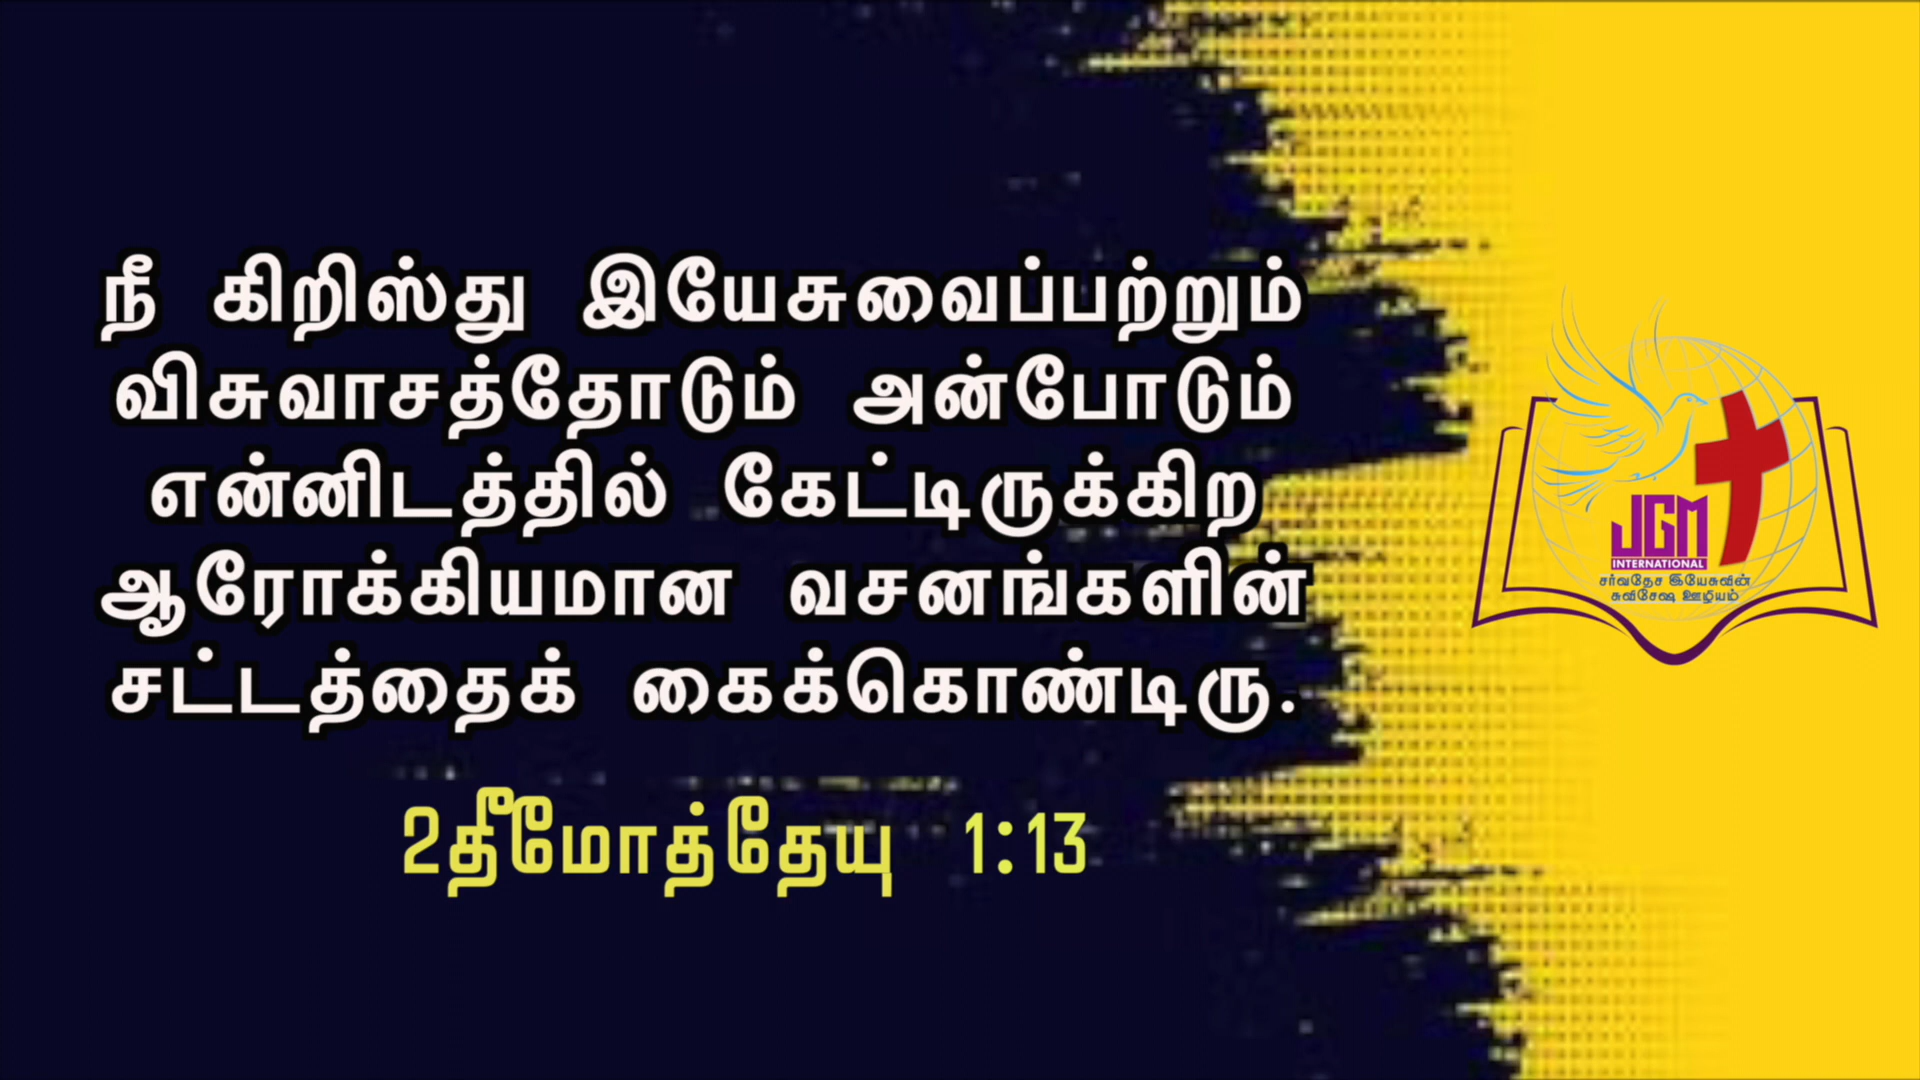 நீ கிறிஸ்து இயேசுவைப்பற்றும்
விசுவாசத்தோடும் அன்போடும்
என்னிடத்தில் கேட்டிருக்கிற
ஆரோக்கியமான வசனங்களின்
சட்டத்தைக் கைக்கொண்டிரு.
2தீமோத்தேயு 1:13
JGM
INTERNATIONAL
சர்வதேச இயேசுவின்
சுவிசேஷ ஊழியம்